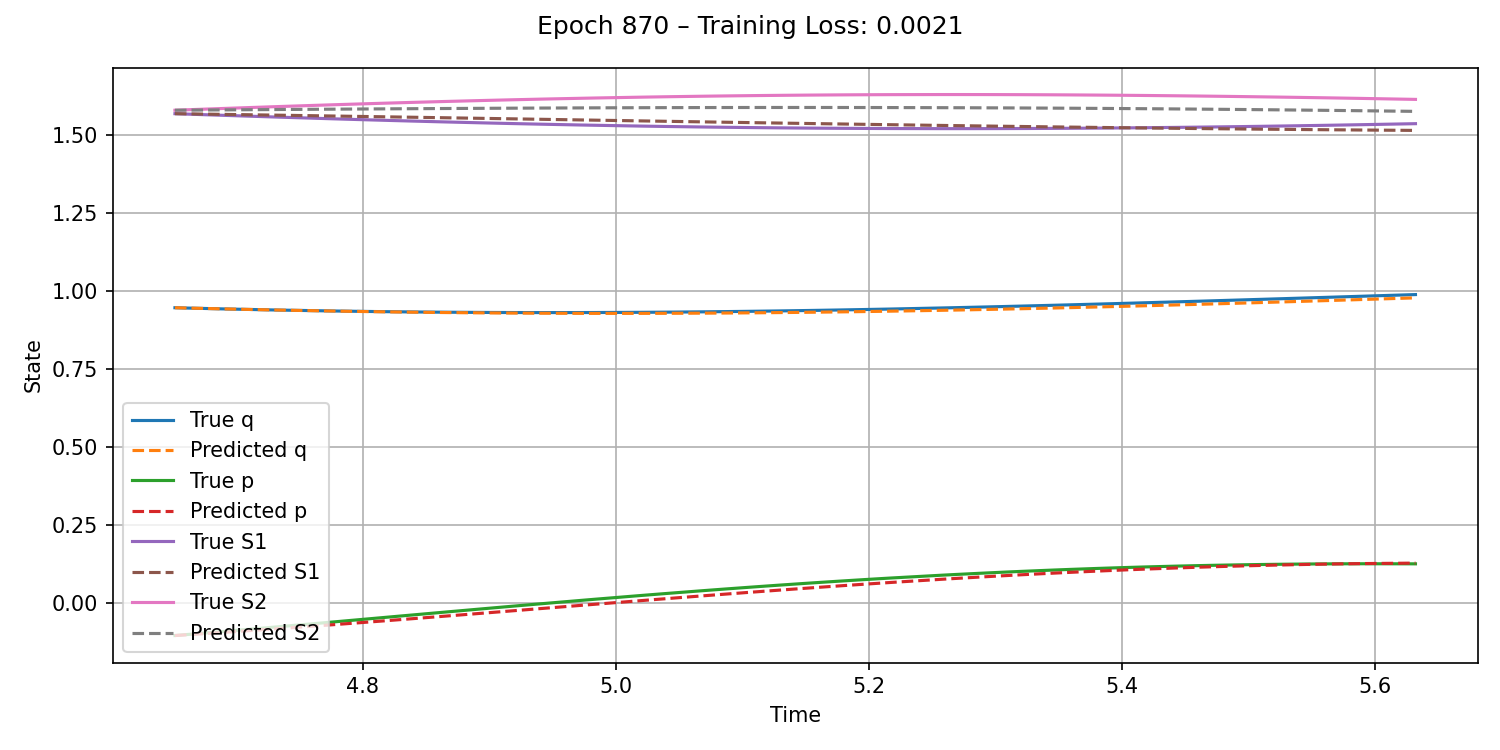 Epoch 870 – Training Loss: 0.0021
State
1.50
1.25
1.00
0.75
0.50
0.25
0.00
True q
Predicted q
True p
Predicted p
True S1
Predicted S1
True S2
Predicted S2
4.8 5.0 5.2 5.4 5.6
Time